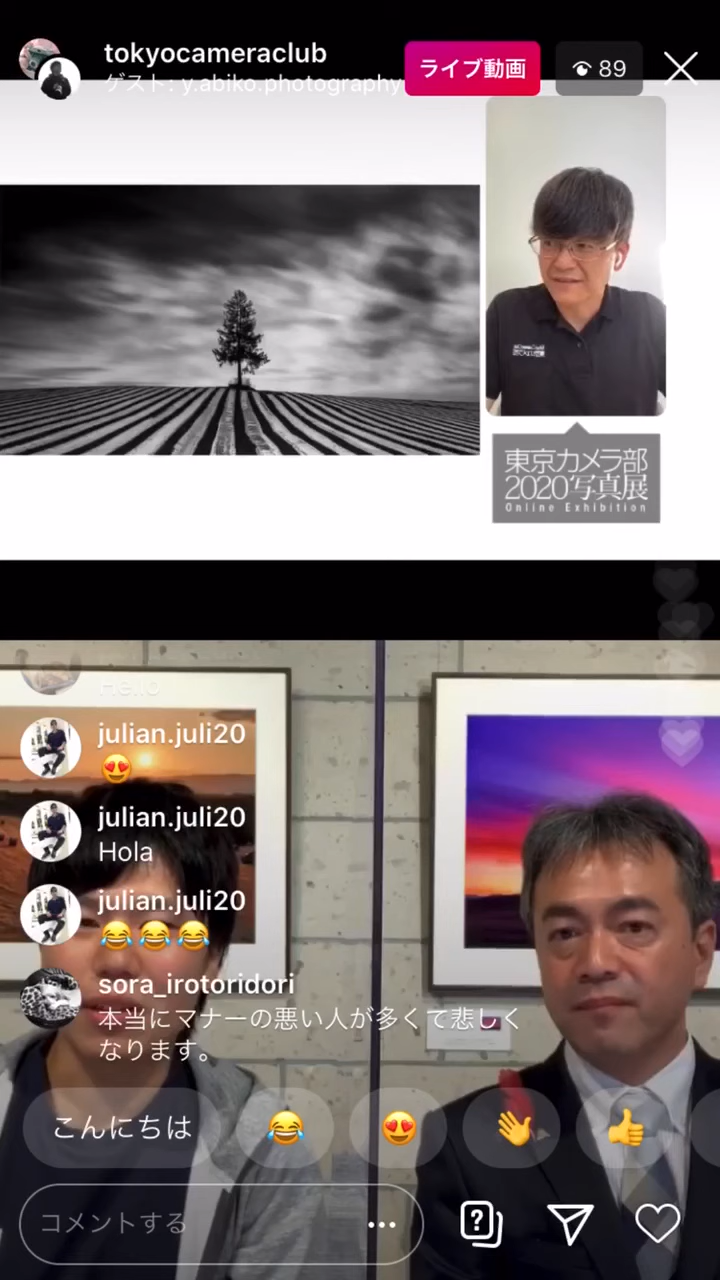 tokyocameraclub
ゲスト: y.abiko.photography
ライブ動画
89
東京カメラ部
2020写真展
Online Exhibition
Hello
julian.juli20
😍
julian.juli20
Hola
julian.juli20
😂😂😂
sora_irotoridori
本当にマナーの悪い人が多くて悲しく
なります。
こんにちは 😂 😍 👋 👍
コメントする